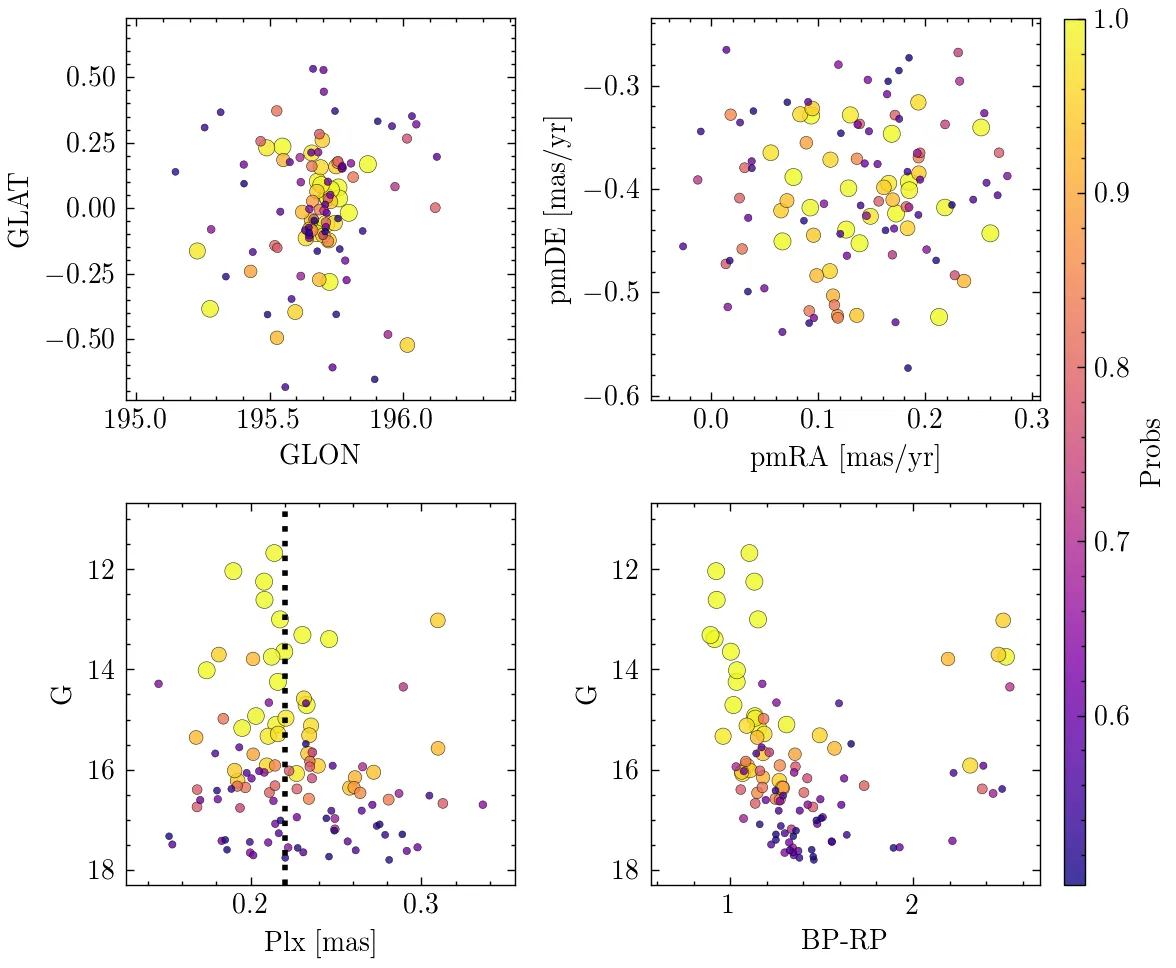 0.50
0.25
0.00
−0.25
−0.50
GLAT
195.0 195.5 196.0
GLON
−0.3
−0.4
−0.5
−0.6
pmDE [mas/yr]
0.0 0.1 0.2 0.3
pmRA [mas/yr]
1.0
0.9
0.8
0.7
0.6
Probs
12
14
16
18
G
0.2 0.3
Plx [mas]
12
14
16
18
G
1 2
BP-RP